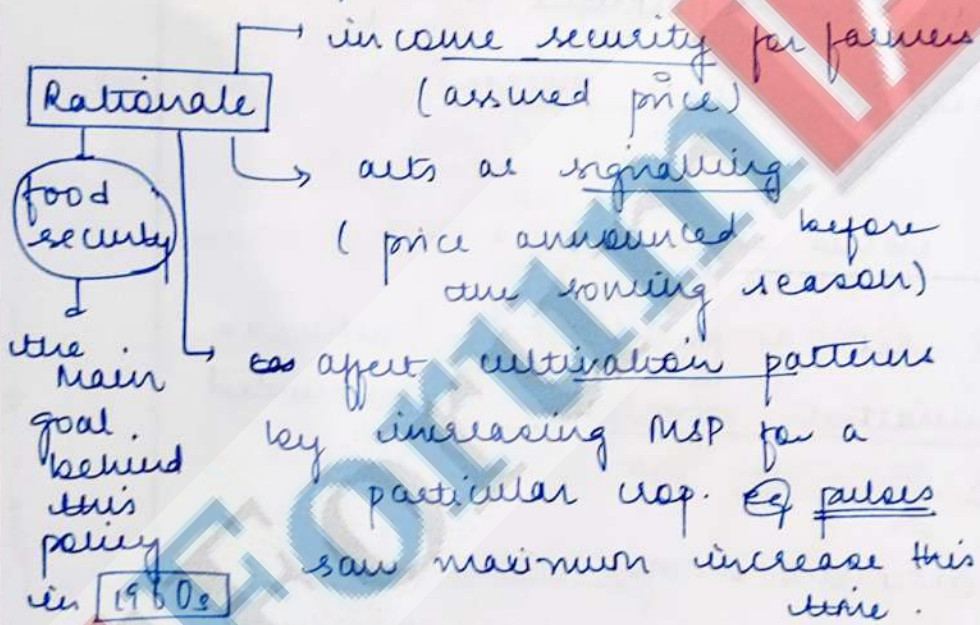 Rationale
income security for farmers
(assured price)
acts as signalling
( price announced before
the sowing season)
affect cultivation patterns
by increasing MSP for a
particular crop. Eg pulses
saw maximum increase this
time.
food
security
the
main
goal
behind
this
policy
in 1960s
Forum